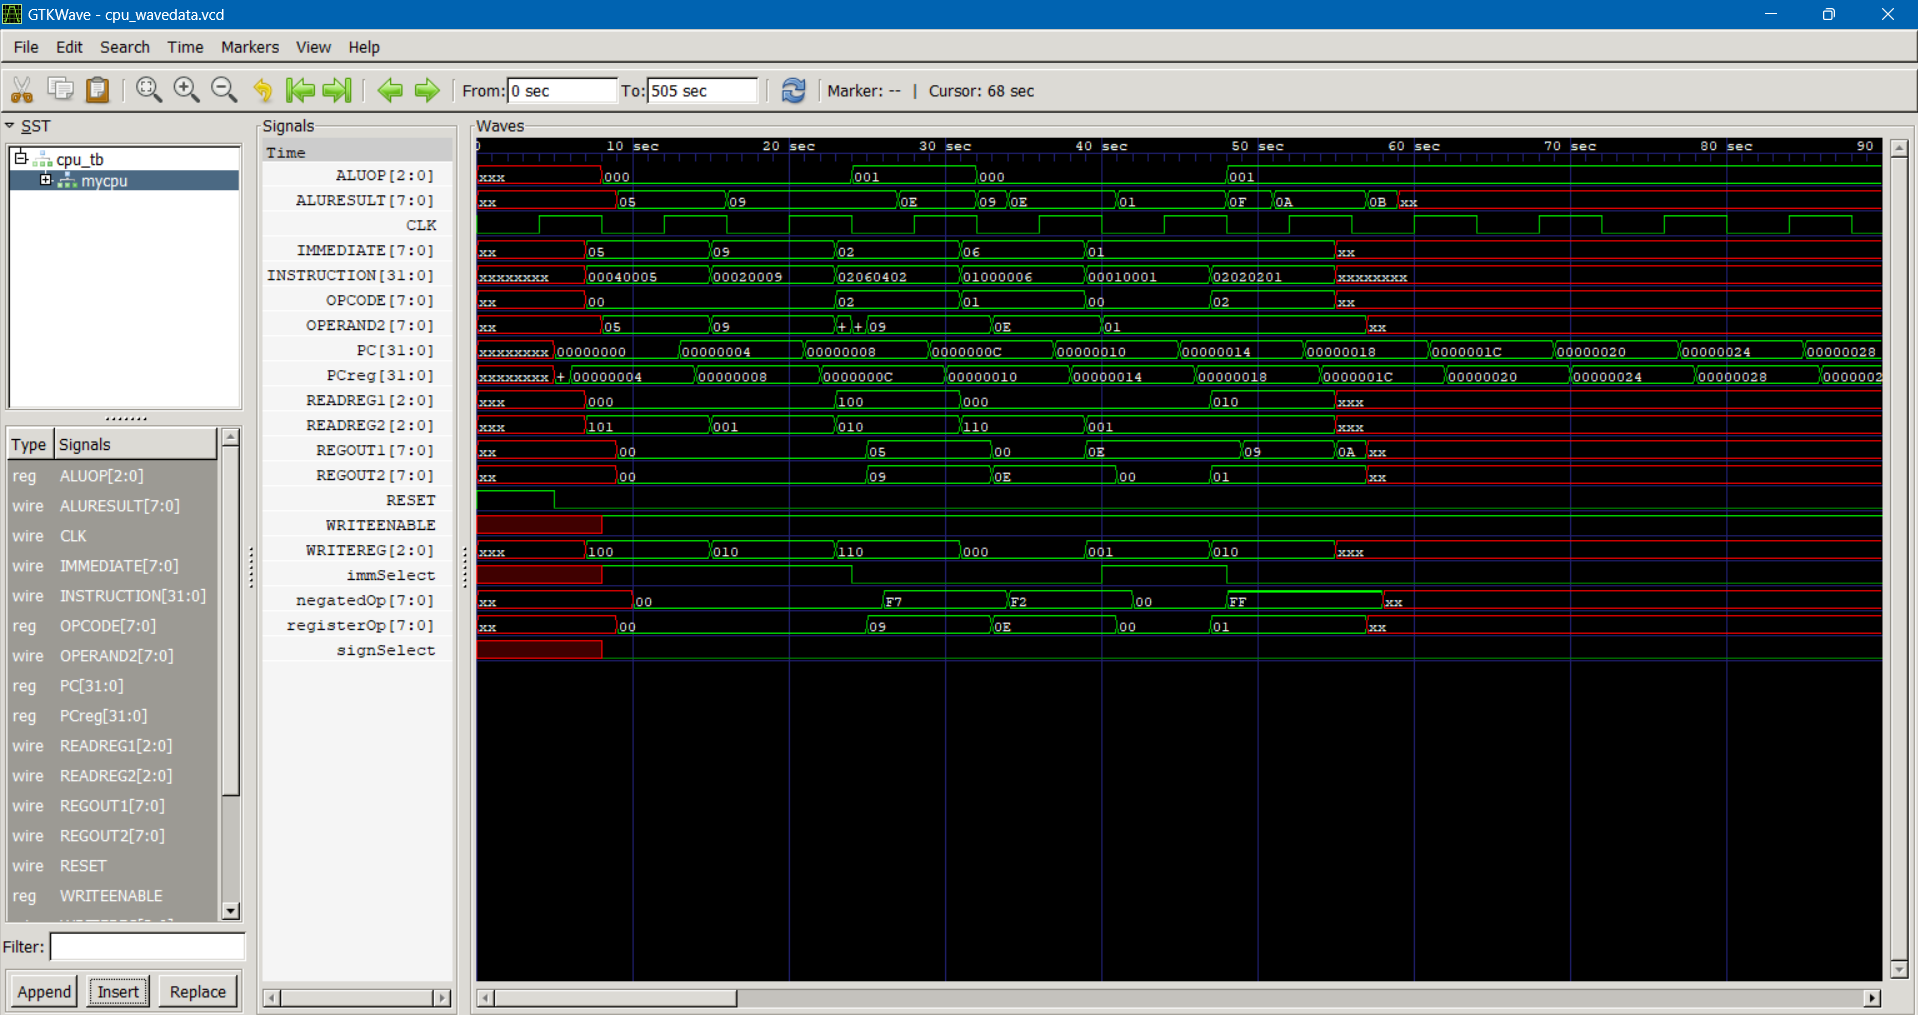 GTKWave - cpu_wavedata.vcd
File Edit Search Time Markers View Help
From: 0 sec To: 505 sec Marker: -- | Cursor: 68 sec
SST
cpu_tb
mycpu
Type Signals
reg ALUOP[2:0]
wire ALURESULT[7:0]
wire CLK
wire IMMEDIATE[7:0]
wire INSTRUCTION[31:0]
reg OPCODE[7:0]
wire OPERAND2[7:0]
reg PC[31:0]
reg PCreg[31:0]
wire READREG1[2:0]
wire READREG2[2:0]
wire REGOUT1[7:0]
wire REGOUT2[7:0]
wire RESET
reg WRITEENABLE
Filter:
Append Insert Replace
Signals
Time
ALUOP[2:0]
ALURESULT[7:0]
CLK
IMMEDIATE[7:0]
INSTRUCTION[31:0]
OPCODE[7:0]
OPERAND2[7:0]
PC[31:0]
PCreg[31:0]
READREG1[2:0]
READREG2[2:0]
REGOUT1[7:0]
REGOUT2[7:0]
RESET
WRITEENABLE
WRITEREG[2:0]
immSelect
negatedOp[7:0]
registerOp[7:0]
signSelect
Waves
0 10 sec 20 sec 30 sec 40 sec 50 sec 60 sec 70 sec 80 sec 90
xxx 000 001 000 001
xx 05 09 0E 09 0E 01 0F 0A 0B xx
xx 05 09 02 06 01 xx
xxxxxxxx 00040005 00020009 02060402 01000006 00010001 02020201 xxxxxxxx
xx 00 02 01 00 02 xx
xx 05 09 + + 09 0E 01 xx
xxxxxxxx 00000000 00000004 00000008 0000000C 00000010 00000014 00000018 0000001C 00000020 00000024 00000028
xxxxxxxx + 00000004 00000008 0000000C 00000010 00000014 00000018 0000001C 00000020 00000024 00000028 0000002
xxx 000 100 000 010 xxx
xxx 101 001 010 110 001 xxx
xx 00 05 00 0E 09 0A xx
xx 00 09 0E 00 01 xx
xxx 100 010 110 000 001 010 xxx
xx 00 F7 F2 00 FF xx
xx 00 09 0E 00 01 xx